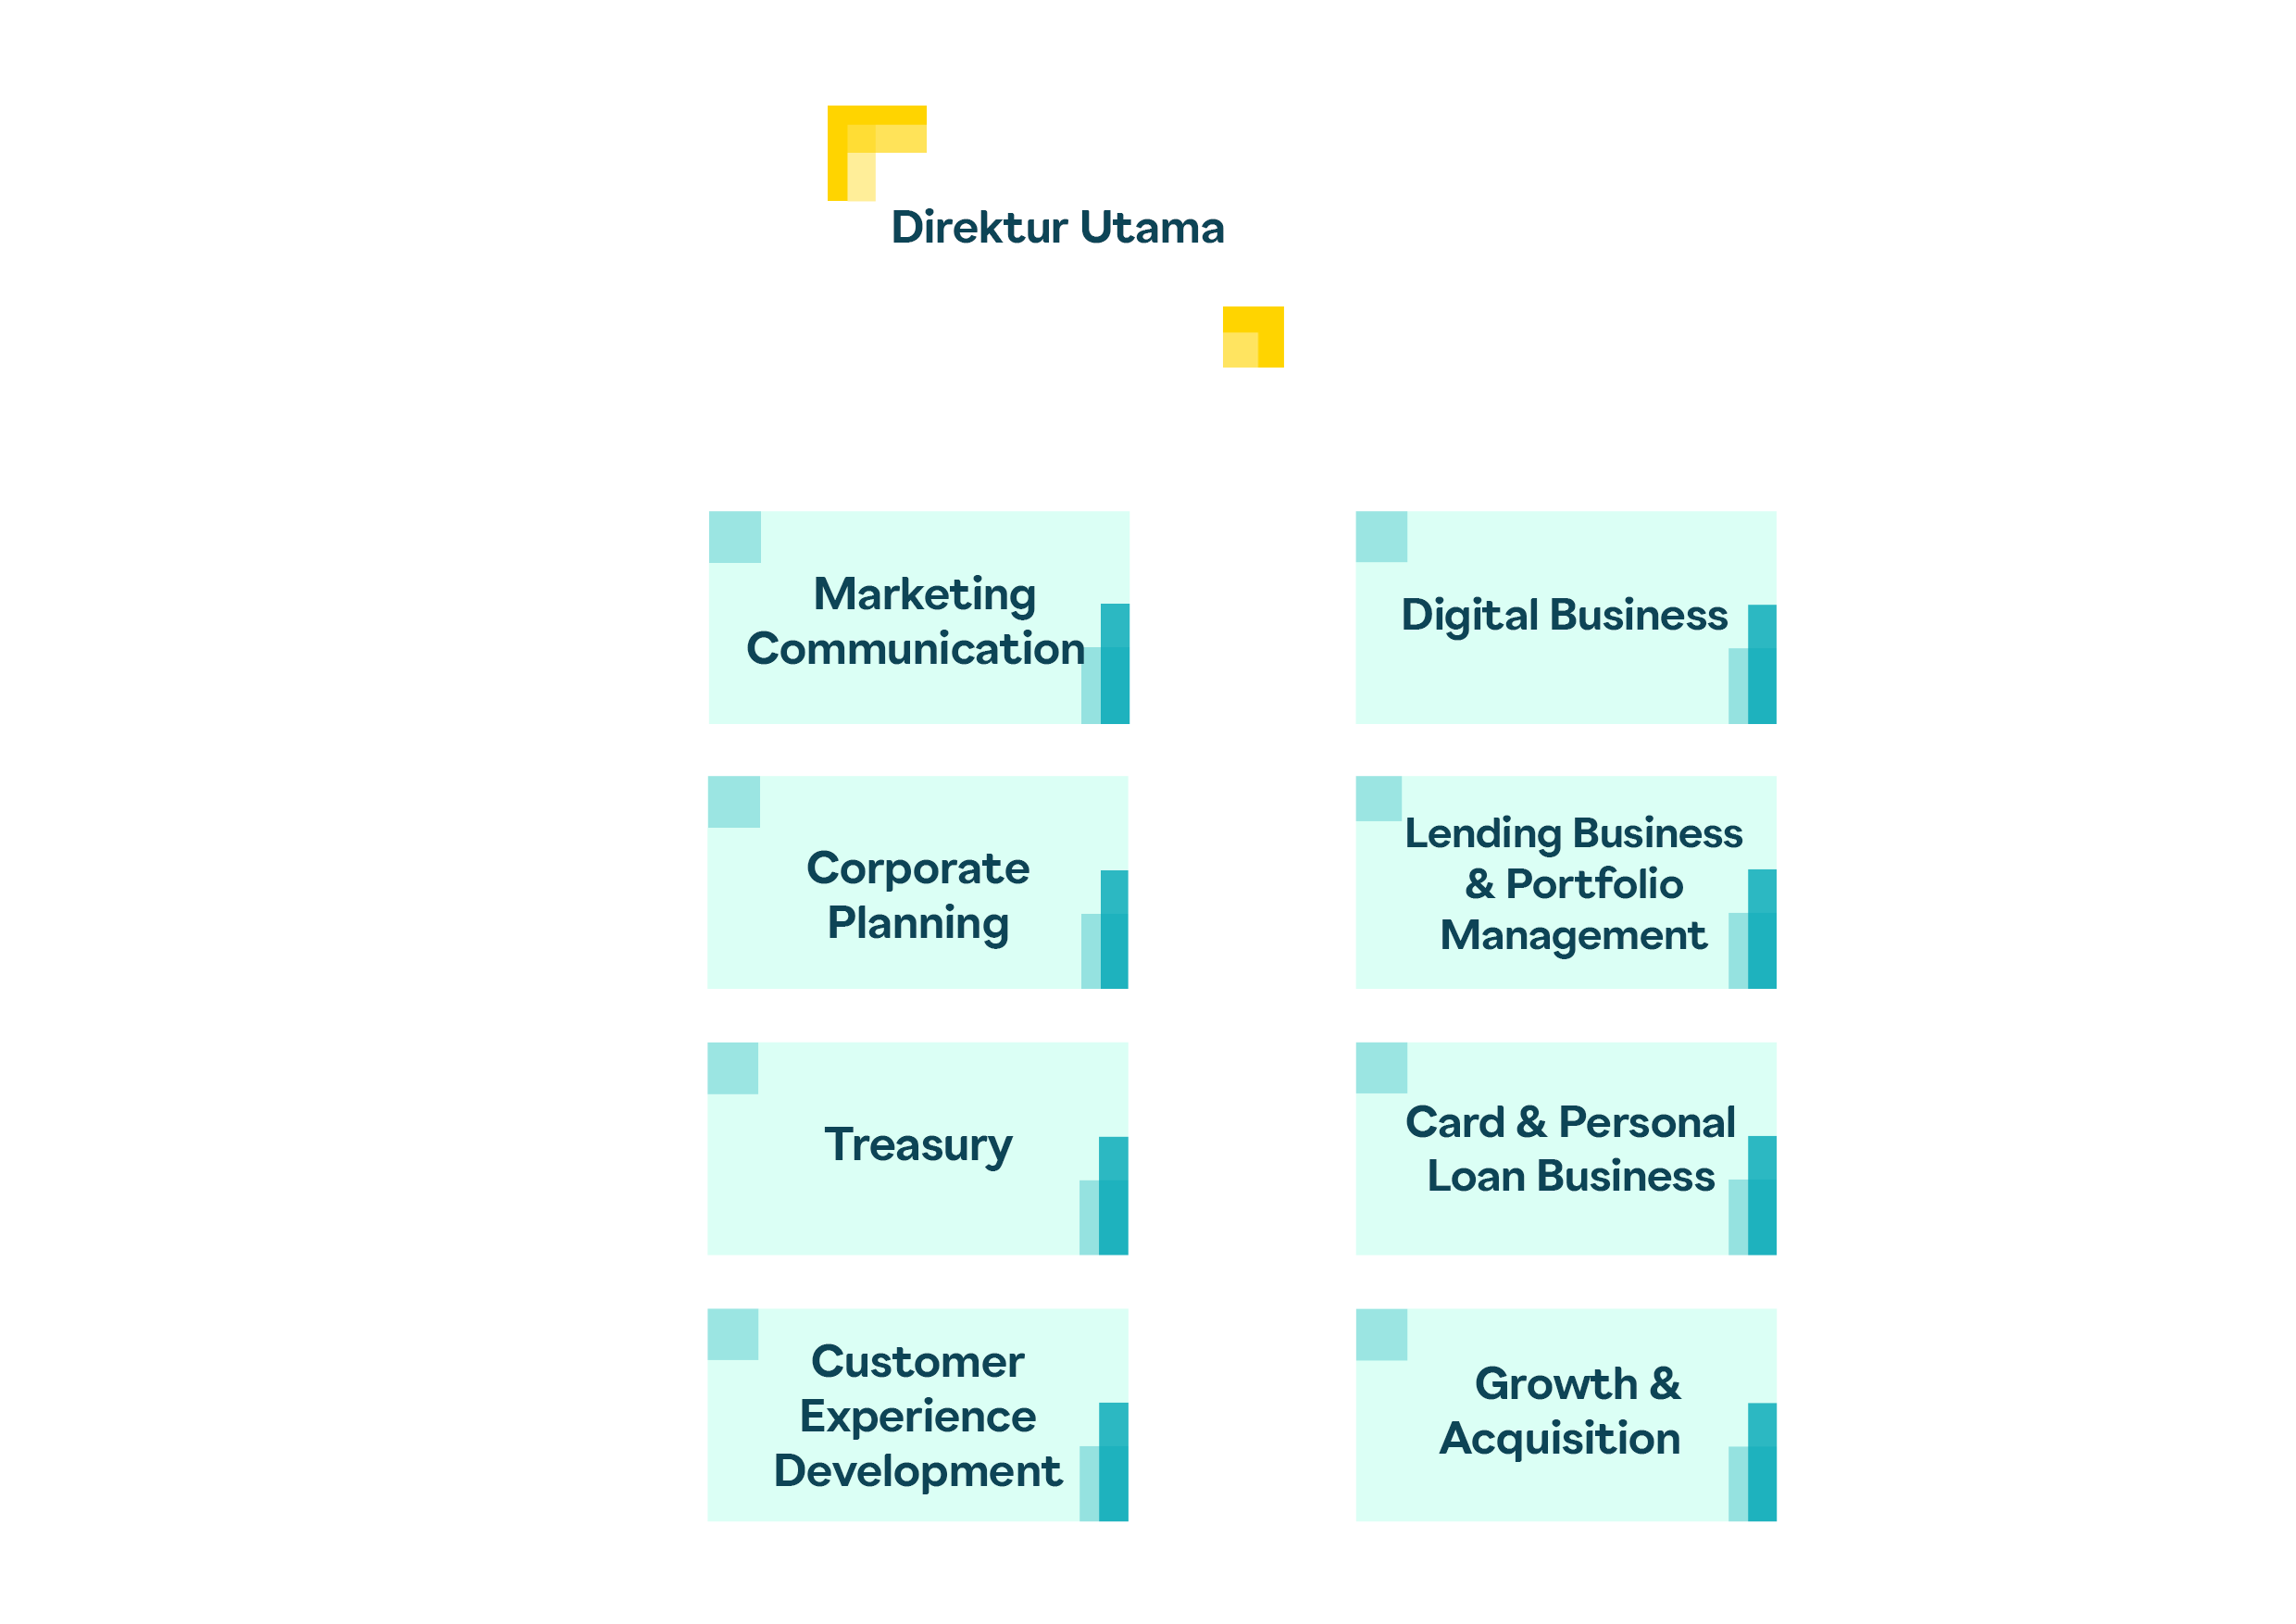 Direktur Utama
Marketing
Communication
Digital Business
Corporate
Planning
Lending Business
& Portfolio
Management
Treasury
Card & Personal
Loan Business
Customer
Experience
Development
Growth &
Acquisition